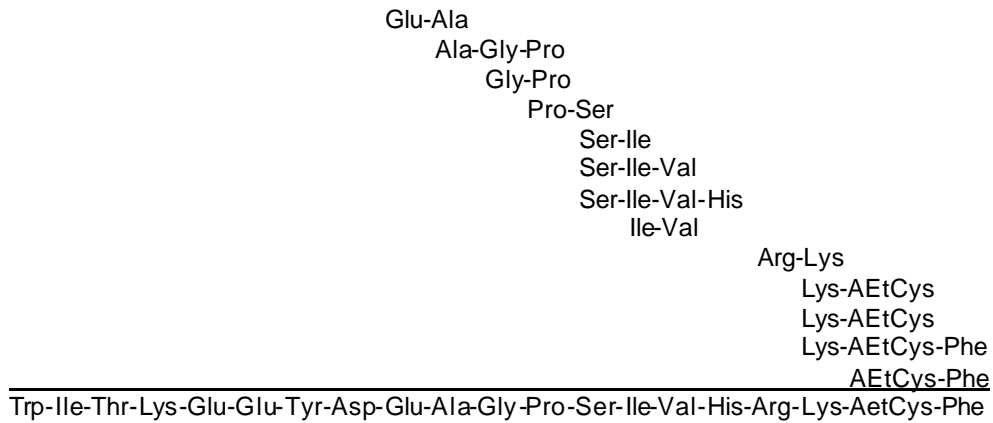 Glu-Ala
Ala-Gly-Pro
Gly-Pro
Pro-Ser
Ser-Ile
Ser-Ile-Val
Ser-Ile-Val-His
Ile-Val
Arg-Lys
Lys-AEtCys
Lys-AEtCys
Lys-AEtCys-Phe
AEtCys-Phe
Trp-Ile-Thr-Lys-Glu-Glu-Tyr-Asp-Glu-Ala-Gly-Pro-Ser-Ile-Val-His-Arg-Lys-AetCys-Phe